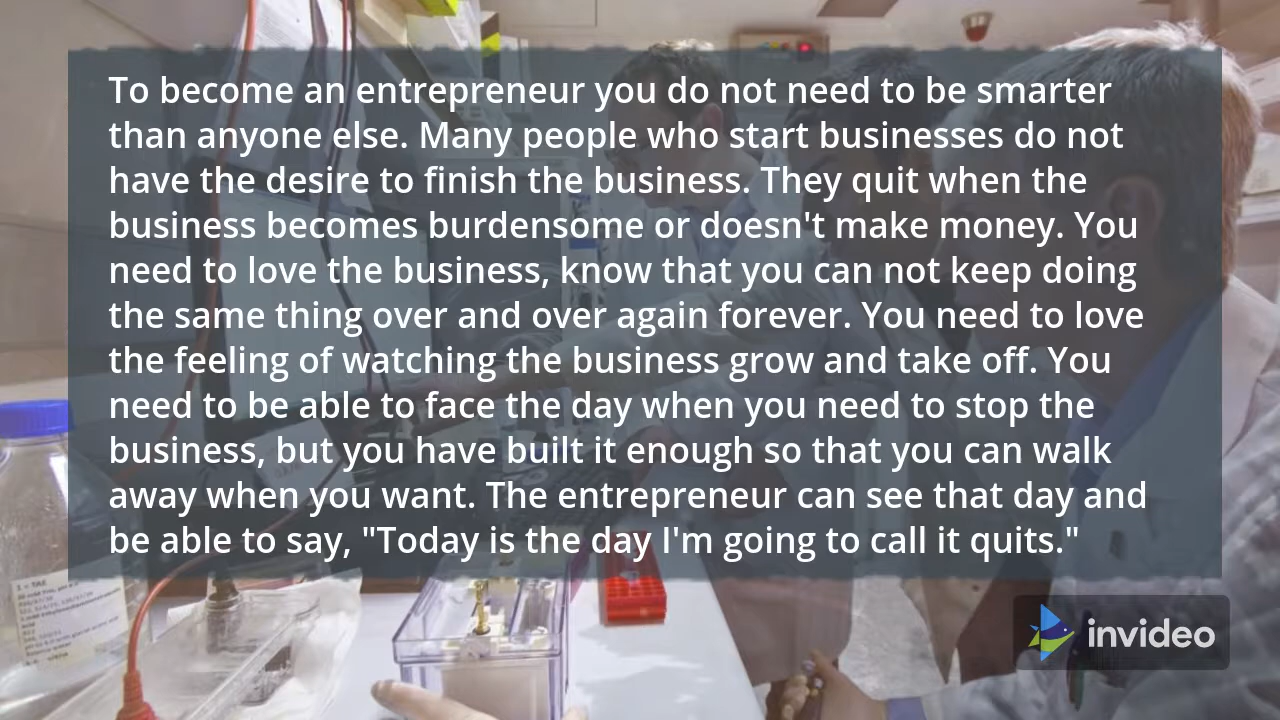 To become an entrepreneur you do not need to be smarter
than anyone else. Many people who start businesses do not
have the desire to finish the business. They quit when the
business becomes burdensome or doesn't make money. You
need to love the business, know that you can not keep doing
the same thing over and over again forever. You need to love
the feeling of watching the business grow and take off. You
need to be able to face the day when you need to stop the
business, but you have built it enough so that you can walk
away when you want. The entrepreneur can see that day and
be able to say, "Today is the day I'm going to call it quits."
invideo